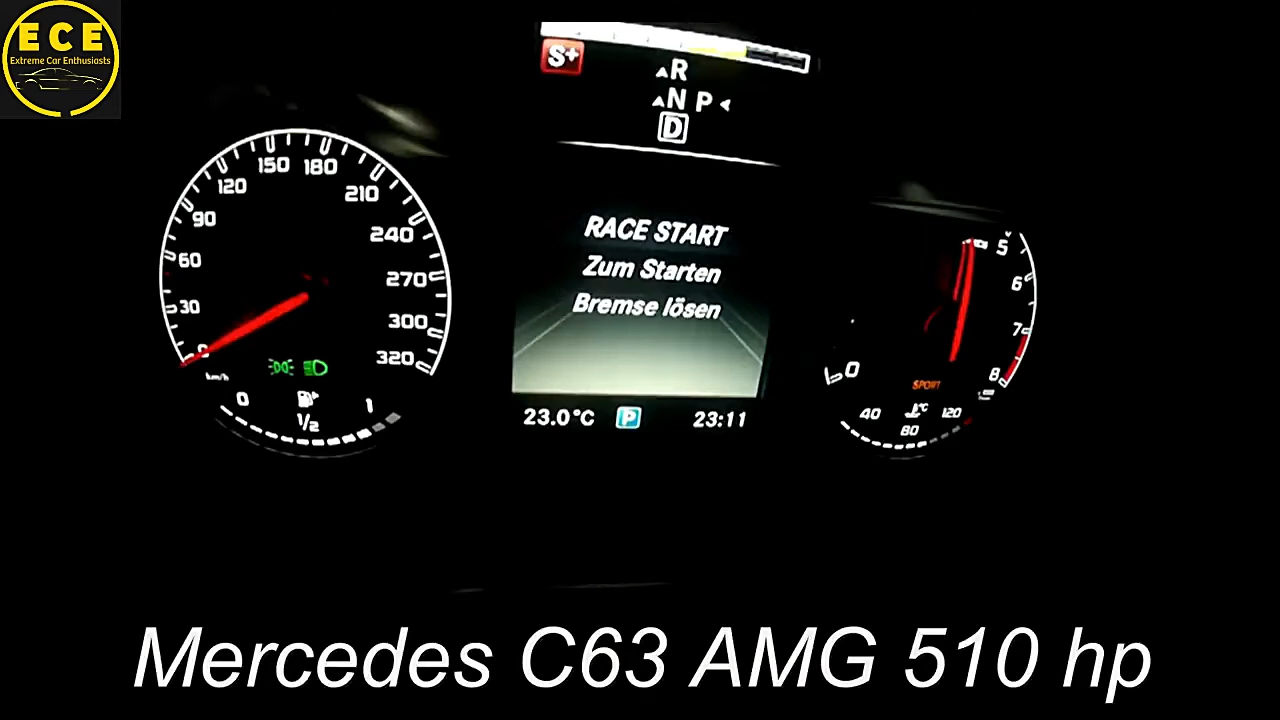 E C E
Extreme Car Enthusiasts
S+
R
N P
D
150 180
120 210
90 240
60 270
30 300
0 320
km/h
0 1/2 1
RACE START
Zum Starten
Bremse lösen
23.0°C P 23:11
5
6
7
8
0
SPORT
40 °C 120
80
Mercedes C63 AMG 510 hp